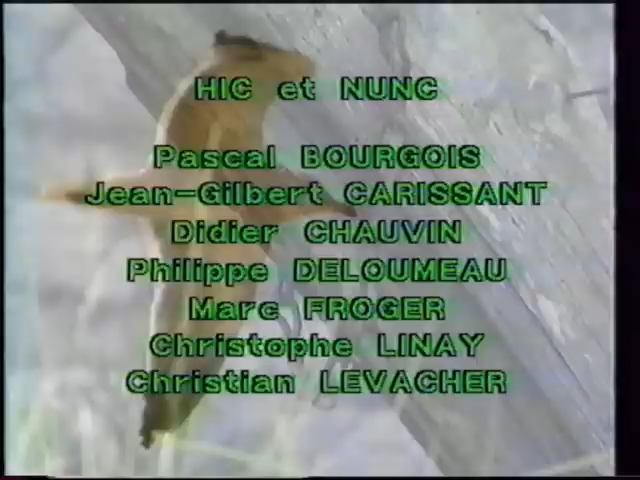 HIC et NUNC
Pascal BOURGOIS
Jean-Gilbert CARISSANT
Didier CHAUVIN
Philippe DELOUMEAU
Marc FROGER
Christophe LINAY
Christian LEVACHER